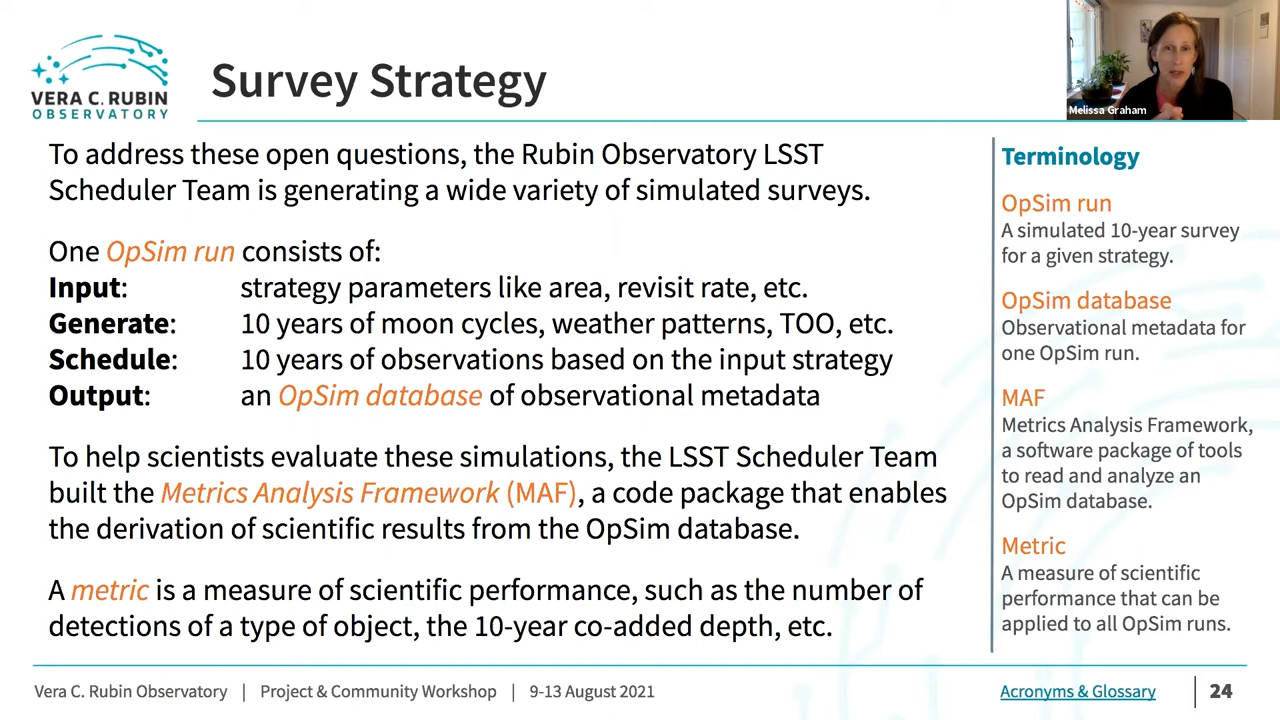 VERA C. RUBIN
OBSERVATORY
Survey Strategy
Melissa Graham
To address these open questions, the Rubin Observatory LSST
Scheduler Team is generating a wide variety of simulated surveys.
One OpSim run consists of:
Input: strategy parameters like area, revisit rate, etc.
Generate: 10 years of moon cycles, weather patterns, TOO, etc.
Schedule: 10 years of observations based on the input strategy
Output: an OpSim database of observational metadata
To help scientists evaluate these simulations, the LSST Scheduler Team
built the Metrics Analysis Framework (MAF), a code package that enables
the derivation of scientific results from the OpSim database.
A metric is a measure of scientific performance, such as the number of
detections of a type of object, the 10-year co-added depth, etc.
Terminology
OpSim run
A simulated 10-year survey
for a given strategy.
OpSim database
Observational metadata for
one OpSim run.
MAF
Metrics Analysis Framework,
a software package of tools
to read and analyze an
OpSim database.
Metric
A measure of scientific
performance that can be
applied to all OpSim runs.
Vera C. Rubin Observatory | Project & Community Workshop | 9-13 August 2021
Acronyms & Glossary | 24